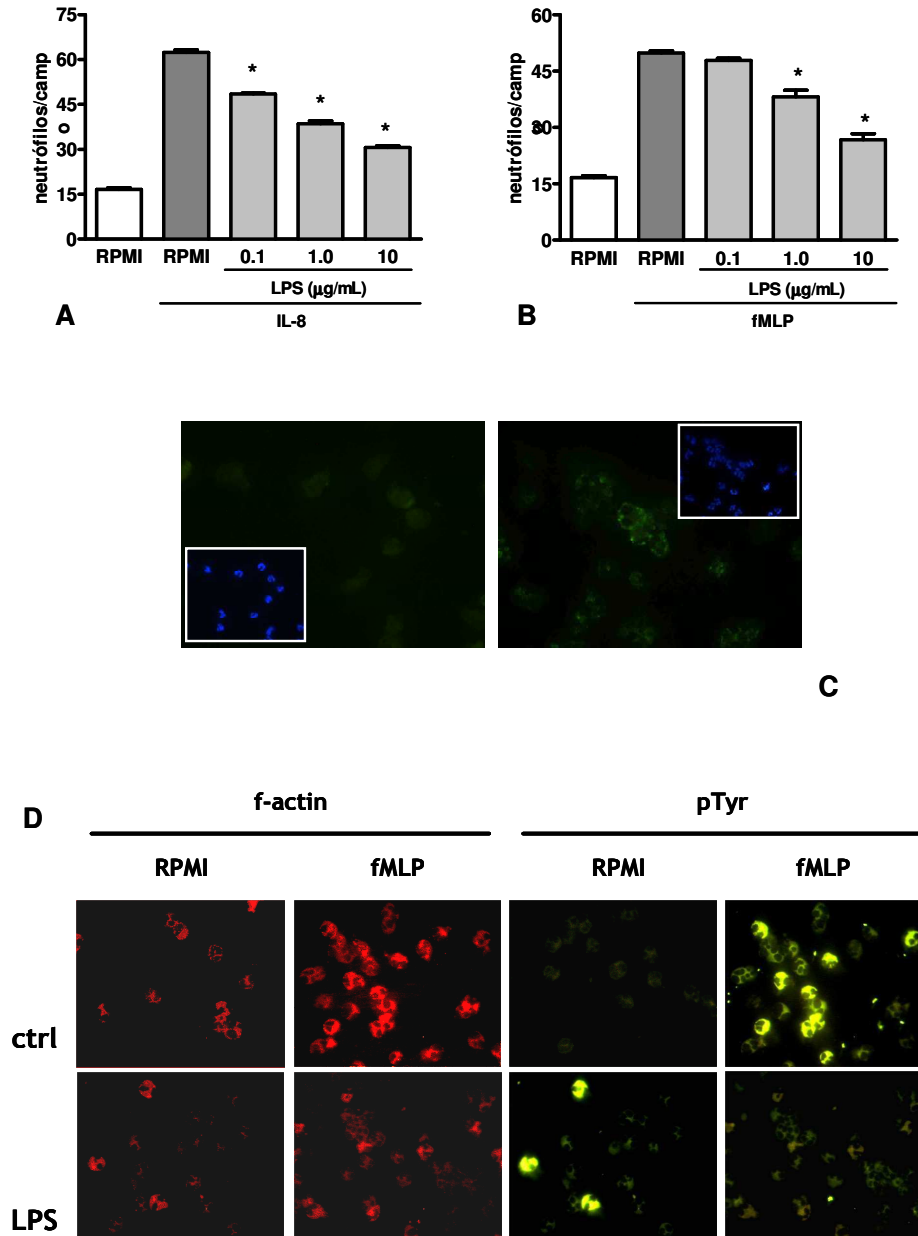 75
60
45
30
15
0
neutrófilos/camp
o
*
*
*
RPMI
RPMI
0.1
1.0
10
LPS (μg/mL)
IL-8
A
60
45
30
15
0
neutrófilos/camp
o
*
*
RPMI
RPMI
0.1
1.0
10
LPS (μg/mL)
fMLP
B
C
D
f-actin
pTyr
RPMI
fMLP
RPMI
fMLP
ctrl
LPS